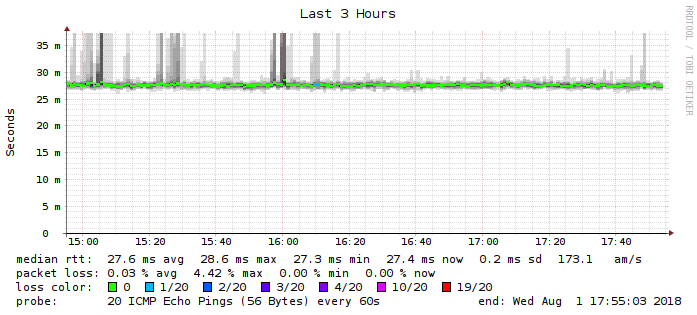 Last 3 Hours
RRDTOOL / TOBI OETIKER
Seconds
35 m
30 m
25 m
20 m
15 m
10 m
5 m
0
15:00 15:20 15:40 16:00 16:20 16:40 17:00 17:20 17:40
median rtt: 27.6 ms avg 28.6 ms max 27.3 ms min 27.4 ms now 0.2 ms sd 173.1 am/s
packet loss: 0.03 % avg 4.42 % max 0.00 % min 0.00 % now
loss color: 0 1/20 2/20 3/20 4/20 10/20 19/20
probe: 20 ICMP Echo Pings (56 Bytes) every 60s end: Wed Aug 1 17:55:03 2018